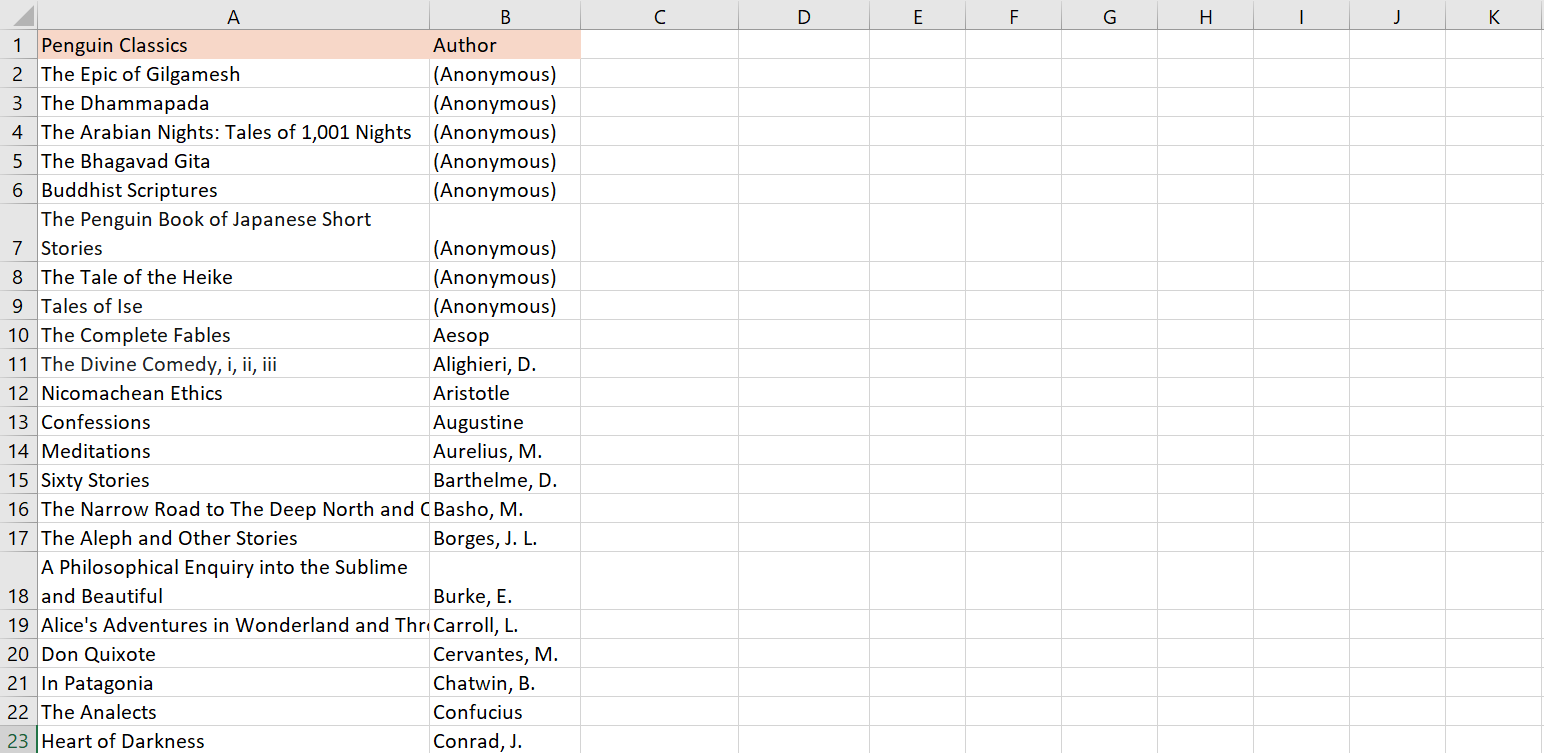 A B C D E F G H I J K
1 Penguin Classics Author
2 The Epic of Gilgamesh (Anonymous)
3 The Dhammapada (Anonymous)
4 The Arabian Nights: Tales of 1,001 Nights (Anonymous)
5 The Bhagavad Gita (Anonymous)
6 Buddhist Scriptures (Anonymous)
The Penguin Book of Japanese Short
7 Stories (Anonymous)
8 The Tale of the Heike (Anonymous)
9 Tales of Ise (Anonymous)
10 The Complete Fables Aesop
11 The Divine Comedy, i, ii, iii Alighieri, D.
12 Nicomachean Ethics Aristotle
13 Confessions Augustine
14 Meditations Aurelius, M.
15 Sixty Stories Barthelme, D.
16 The Narrow Road to The Deep North and Basho, M.
17 The Aleph and Other Stories Borges, J. L.
A Philosophical Enquiry into the Sublime
18 and Beautiful Burke, E.
19 Alice's Adventures in Wonderland and Carroll, L.
20 Don Quixote Cervantes, M.
21 In Patagonia Chatwin, B.
22 The Analects Confucius
23 Heart of Darkness Conrad, J.